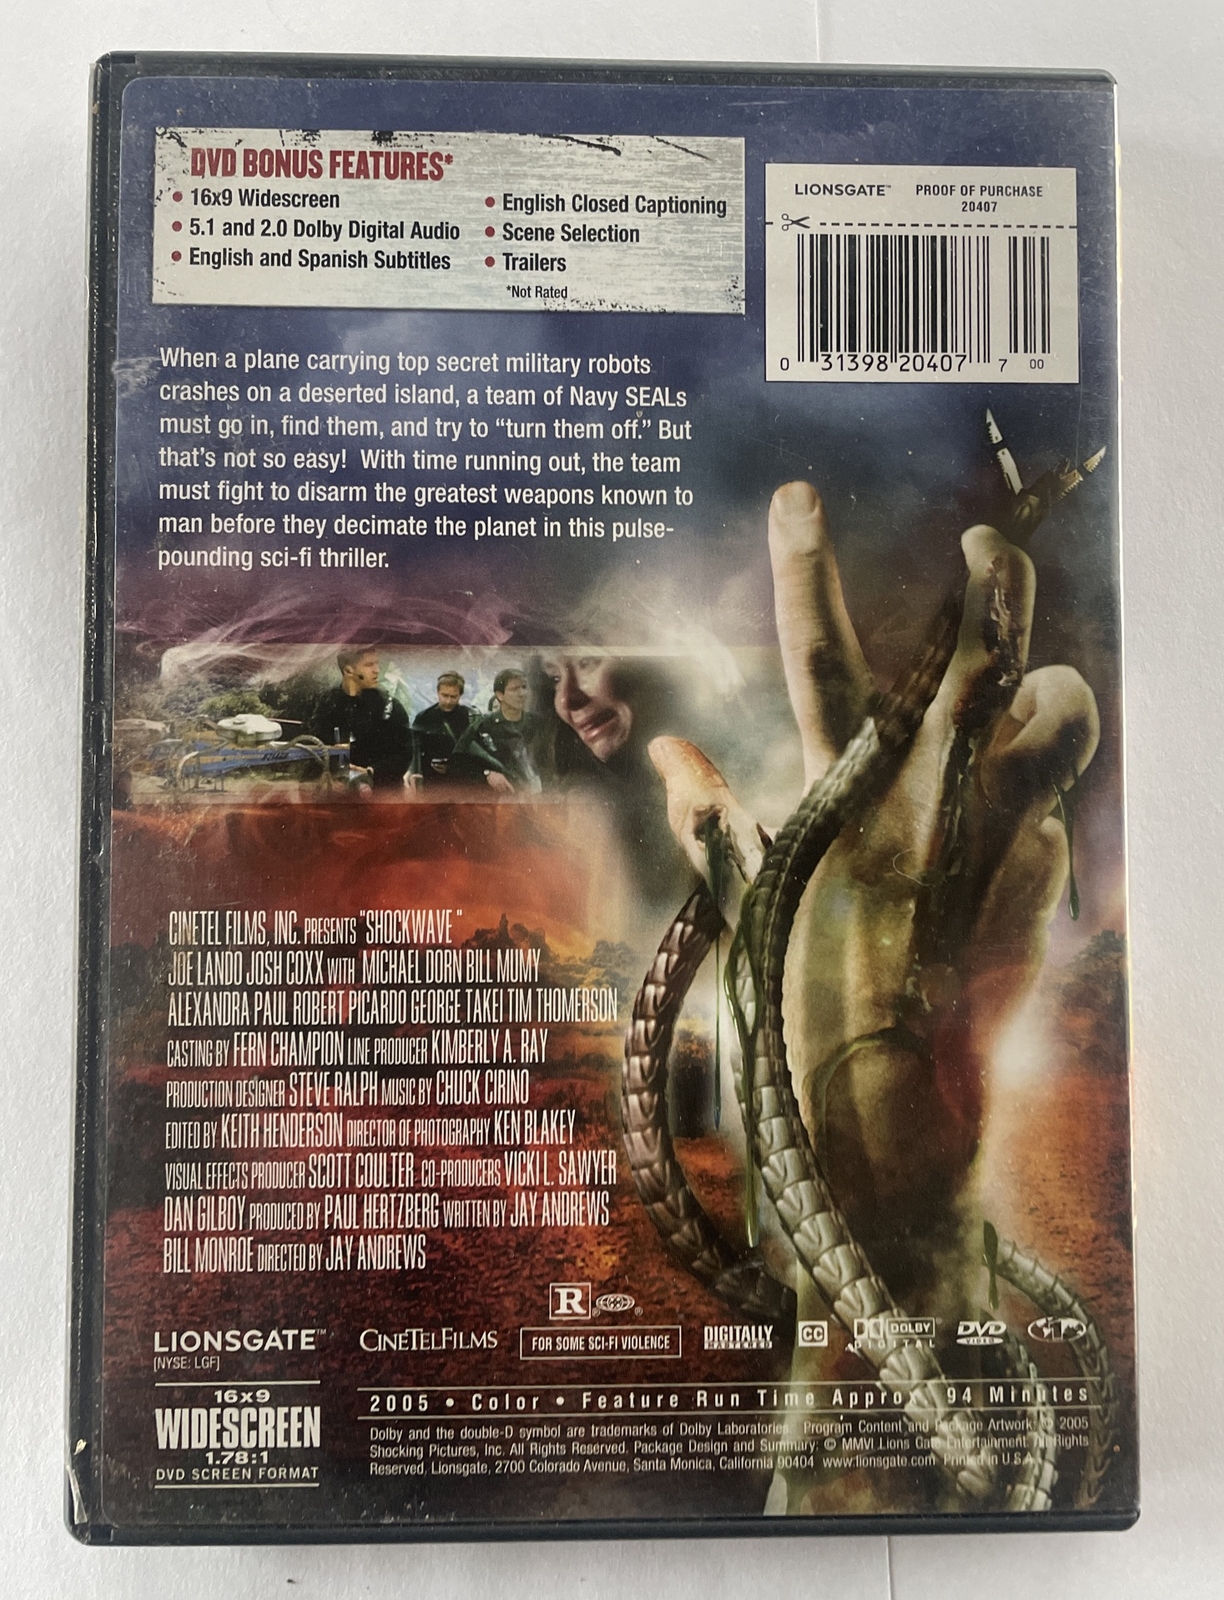 DVD BONUS FEATURES*
• 16x9 Widescreen
• 5.1 and 2.0 Dolby Digital Audio
• English and Spanish Subtitles
• English Closed Captioning
• Scene Selection
• Trailers
*Not Rated
LIONSGATE™ PROOF OF PURCHASE
20407
0 31398 20407 7 00
When a plane carrying top secret military robots
crashes on a deserted island, a team of Navy SEALs
must go in, find them, and try to “turn them off.” But
that’s not so easy! With time running out, the team
must fight to disarm the greatest weapons known to
man before they decimate the planet in this pulse-
pounding sci-fi thriller.
CINETEL FILMS, INC. PRESENTS "SHOCKWAVE "
JOE LANDO JOSH COXX WITH MICHAEL DORN BILL MUMY
ALEXANDRA PAUL ROBERT PICARDO GEORGE TAKEI TIM THOMERSON
CASTING BY FERN CHAMPION LINE PRODUCER KIMBERLY A. RAY
PRODUCTION DESIGNER STEVE RALPH MUSIC BY CHUCK CIRINO
EDITED BY KEITH HENDERSON DIRECTOR OF PHOTOGRAPHY KEN BLAKEY
VISUAL EFFECTS PRODUCER SCOTT COULTER CO-PRODUCERS VICKI L. SAWYER
DAN GILBOY PRODUCED BY PAUL HERTZBERG WRITTEN BY JAY ANDREWS
BILL MONROE DIRECTED BY JAY ANDREWS
R
LIONSGATE™
[NYSE: LGF]
CINETELFILMS
FOR SOME SCI-FI VIOLENCE
DIGITALLY
MASTERED
CC
DOLBY
DIGITAL
DVD
VIDEO
1
16x9
WIDESCREEN
1.78:1
DVD SCREEN FORMAT
2005 • Color • Feature Run Time Approx 94 Minutes
Dolby and the double-D symbol are trademarks of Dolby Laboratories. Program Content and Package Artwork: © 2005
Shocking Pictures, Inc. All Rights Reserved. Package Design and Summary: © MMVI Lions Gate Entertainment. All Rights
Reserved, Lionsgate, 2700 Colorado Avenue, Santa Monica, California 90404 www.lionsgate.com Printed in U.S.A.